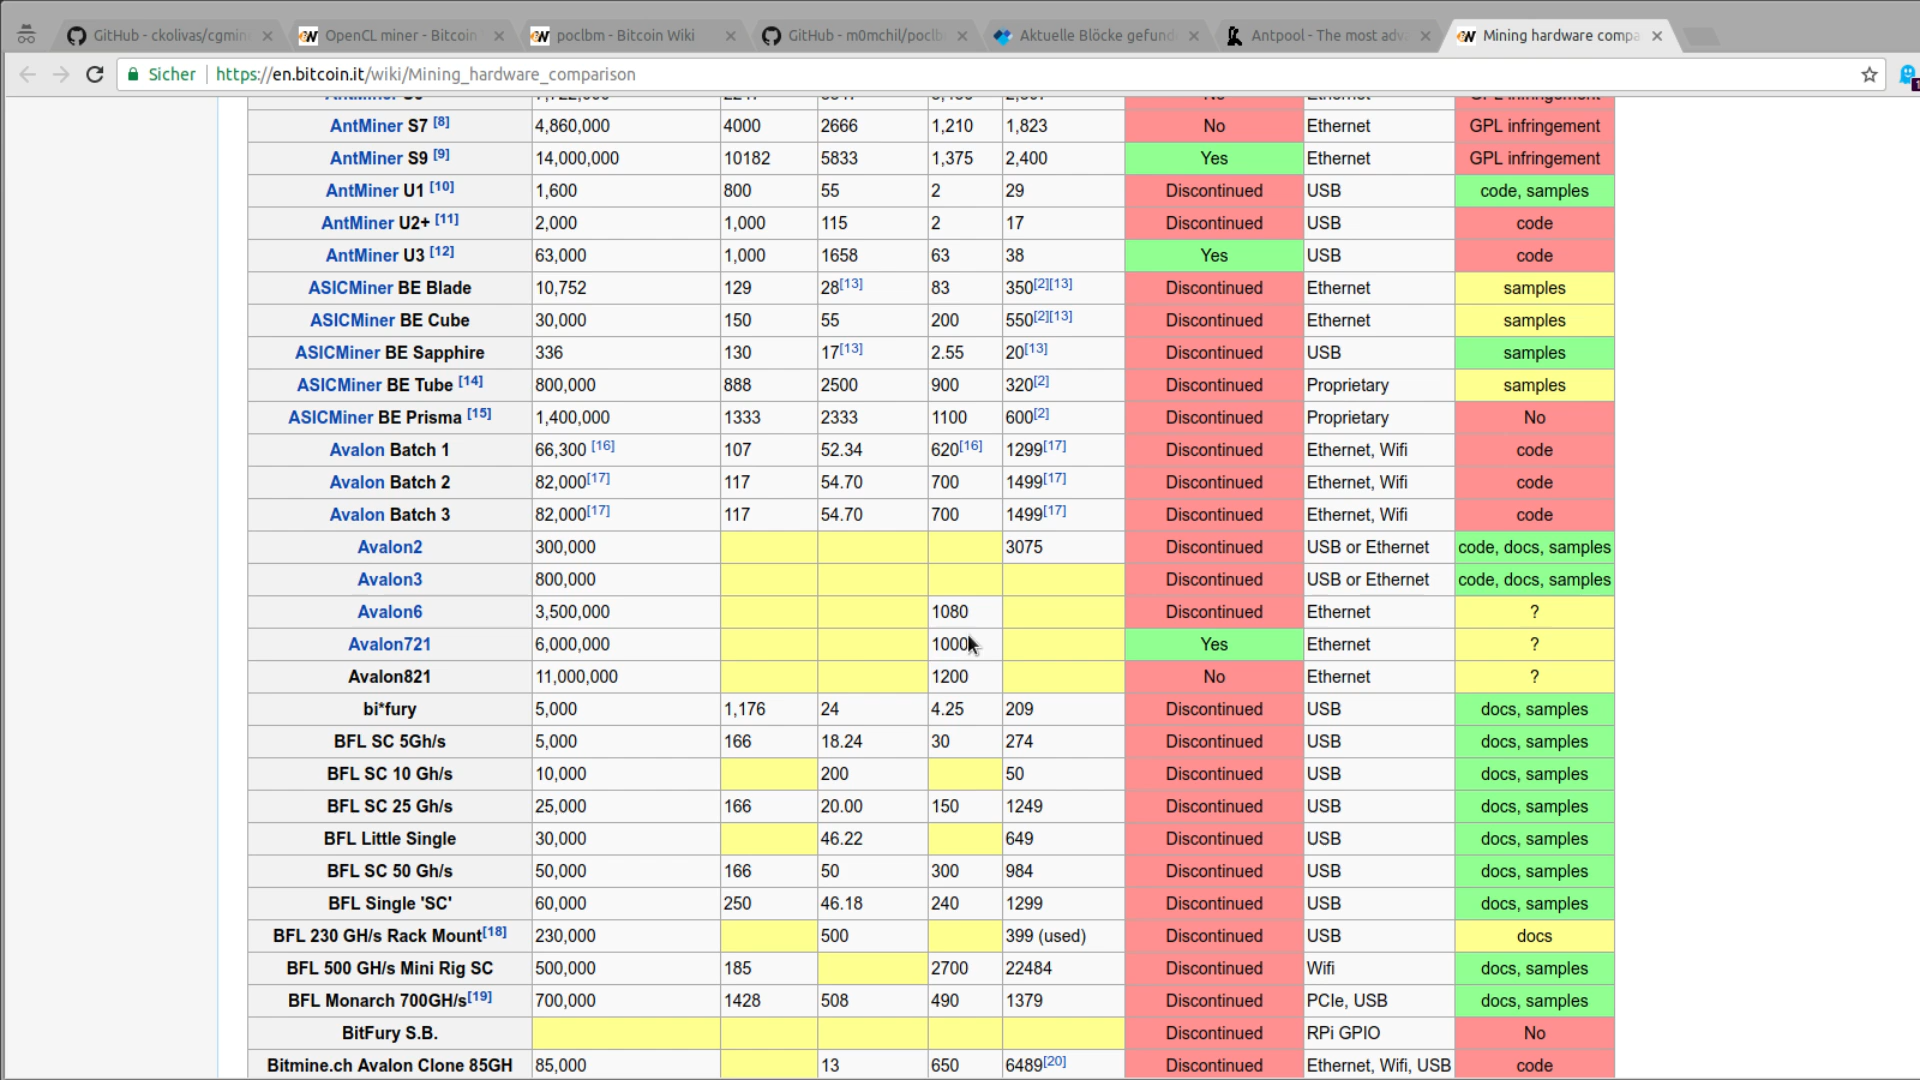 GitHub - ckolivas/cgmin
OpenCL miner - Bitcoin
poclbm - Bitcoin Wiki
GitHub - m0mchil/poclb
Aktuelle Blöcke gefund
Antpool - The most adva
Mining hardware compa
Sicher https://en.bitcoin.it/wiki/Mining_hardware_comparison
AntMiner S7 [8] 4,860,000 4000 2666 1,210 1,823 No Ethernet GPL infringement
AntMiner S9 [9] 14,000,000 10182 5833 1,375 2,400 Yes Ethernet GPL infringement
AntMiner U1 [10] 1,600 800 55 2 29 Discontinued USB code, samples
AntMiner U2+ [11] 2,000 1,000 115 2 17 Discontinued USB code
AntMiner U3 [12] 63,000 1,000 1658 63 38 Yes USB code
ASICMiner BE Blade 10,752 129 28[13] 83 350[2][13] Discontinued Ethernet samples
ASICMiner BE Cube 30,000 150 55 200 550[2][13] Discontinued Ethernet samples
ASICMiner BE Sapphire 336 130 17[13] 2.55 20[13] Discontinued USB samples
ASICMiner BE Tube [14] 800,000 888 2500 900 320[2] Discontinued Proprietary samples
ASICMiner BE Prisma [15] 1,400,000 1333 2333 1100 600[2] Discontinued Proprietary No
Avalon Batch 1 66,300 [16] 107 52.34 620[16] 1299[17] Discontinued Ethernet, Wifi code
Avalon Batch 2 82,000[17] 117 54.70 700 1499[17] Discontinued Ethernet, Wifi code
Avalon Batch 3 82,000[17] 117 54.70 700 1499[17] Discontinued Ethernet, Wifi code
Avalon2 300,000 3075 Discontinued USB or Ethernet code, docs, samples
Avalon3 800,000 Discontinued USB or Ethernet code, docs, samples
Avalon6 3,500,000 1080 Discontinued Ethernet ?
Avalon721 6,000,000 1000 Yes Ethernet ?
Avalon821 11,000,000 1200 No Ethernet ?
bi*fury 5,000 1,176 24 4.25 209 Discontinued USB docs, samples
BFL SC 5Gh/s 5,000 166 18.24 30 274 Discontinued USB docs, samples
BFL SC 10 Gh/s 10,000 200 50 Discontinued USB docs, samples
BFL SC 25 Gh/s 25,000 166 20.00 150 1249 Discontinued USB docs, samples
BFL Little Single 30,000 46.22 649 Discontinued USB docs, samples
BFL SC 50 Gh/s 50,000 166 50 300 984 Discontinued USB docs, samples
BFL Single 'SC' 60,000 250 46.18 240 1299 Discontinued USB docs, samples
BFL 230 GH/s Rack Mount[18] 230,000 500 399 (used) Discontinued USB docs
BFL 500 GH/s Mini Rig SC 500,000 185 2700 22484 Discontinued Wifi docs, samples
BFL Monarch 700GH/s[19] 700,000 1428 508 490 1379 Discontinued PCIe, USB docs, samples
BitFury S.B. Discontinued RPi GPIO No
Bitmine.ch Avalon Clone 85GH 85,000 13 650 6489[20] Discontinued Ethernet, Wifi, USB code